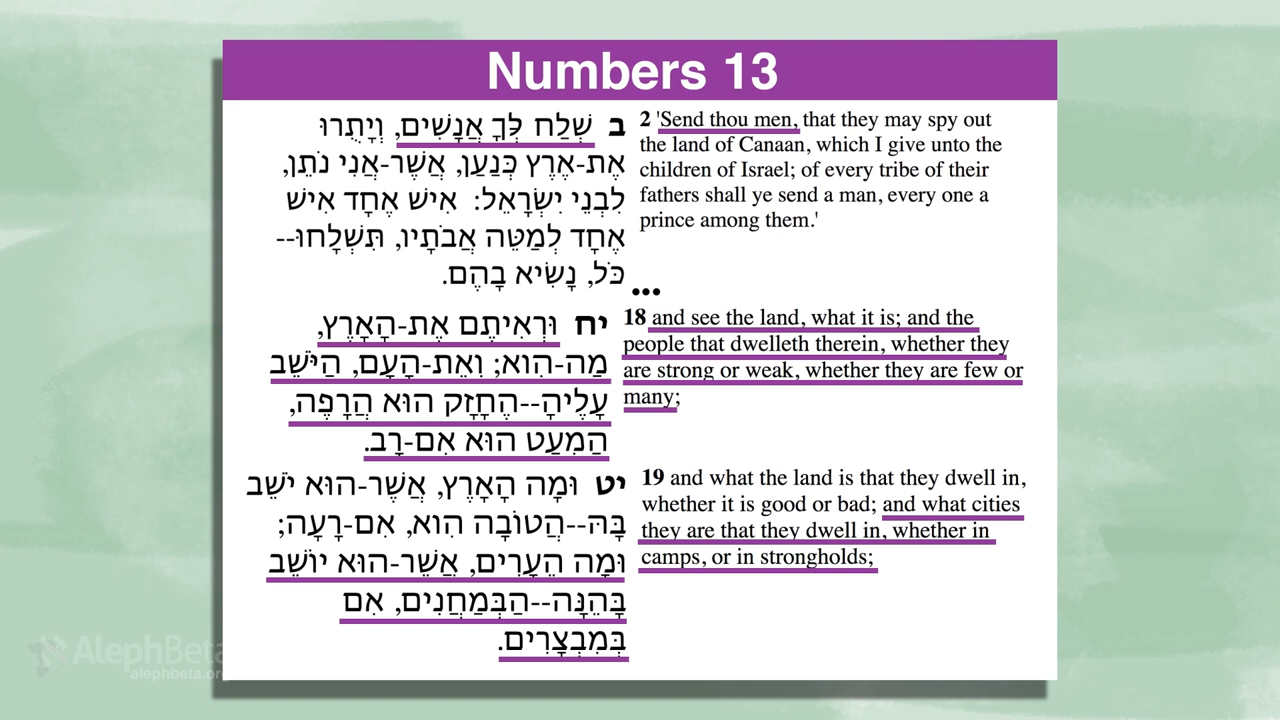 Numbers 13
ב שְׁלַח לְךָ אֲנָשִׁים, וְיָתֻרוּ
אֶת-אֶרֶץ כְּנַעַן, אֲשֶׁר-אֲנִי נֹתֵן,
לִבְנֵי יִשְׂרָאֵל: אִישׁ אֶחָד אִישׁ
אֶחָד לְמַטֵּה אֲבֹתָיו, תִּשְׁלָחוּ--
כֹּל, נָשִׂיא בָהֶם.
2 'Send thou men, that they may spy out
the land of Canaan, which I give unto the
children of Israel; of every tribe of their
fathers shall ye send a man, every one a
prince among them.'
...
יח וּרְאִיתֶם אֶת-הָאָרֶץ,
מַה-הִוא; וְאֵת-הָעָם, הַיֹּשֵׁב
עָלֶיהָ--הֶחָזָק הוּא הֲרָפֶה,
הַמְעַט הוּא אִם-רָב.
18 and see the land, what it is; and the
people that dwelleth therein, whether they
are strong or weak, whether they are few or
many;
יט וּמָה הָאָרֶץ, אֲשֶׁר-הוּא יֹשֵׁב
בָּהּ--הֲטוֹבָה הִוא, אִם-רָעָה;
וּמָה הֶעָרִים, אֲשֶׁר-הוּא יוֹשֵׁב
בָּהֵנָּה--הַבְּמַחֲנִים, אִם
בְּמִבְצָרִים.
19 and what the land is that they dwell in,
whether it is good or bad; and what cities
they are that they dwell in, whether in
camps, or in strongholds;
AlephBeta
alephbeta.or